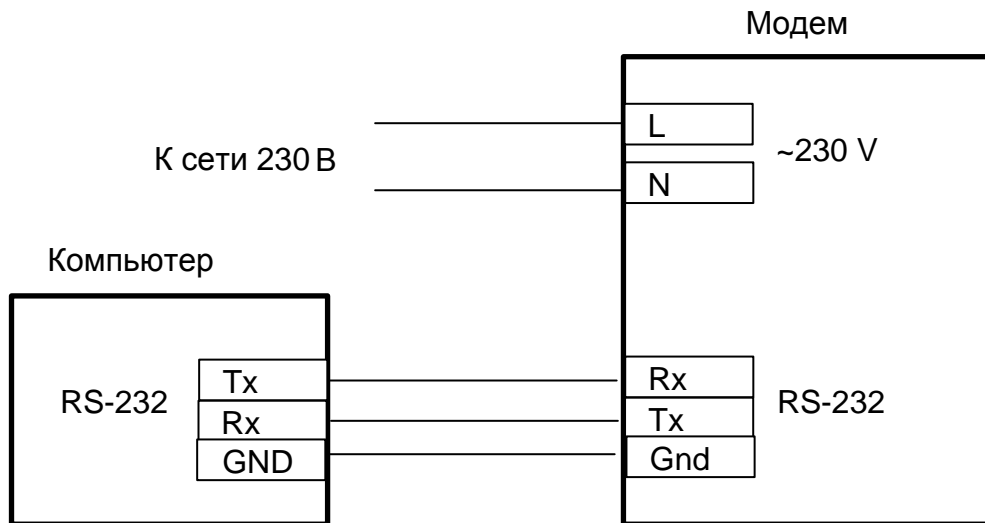 Модем
L
~230 V
К сети 230 В
N
Компьютер
RS-232
Tx
Rx
GND
Rx
Tx
Gnd
RS-232